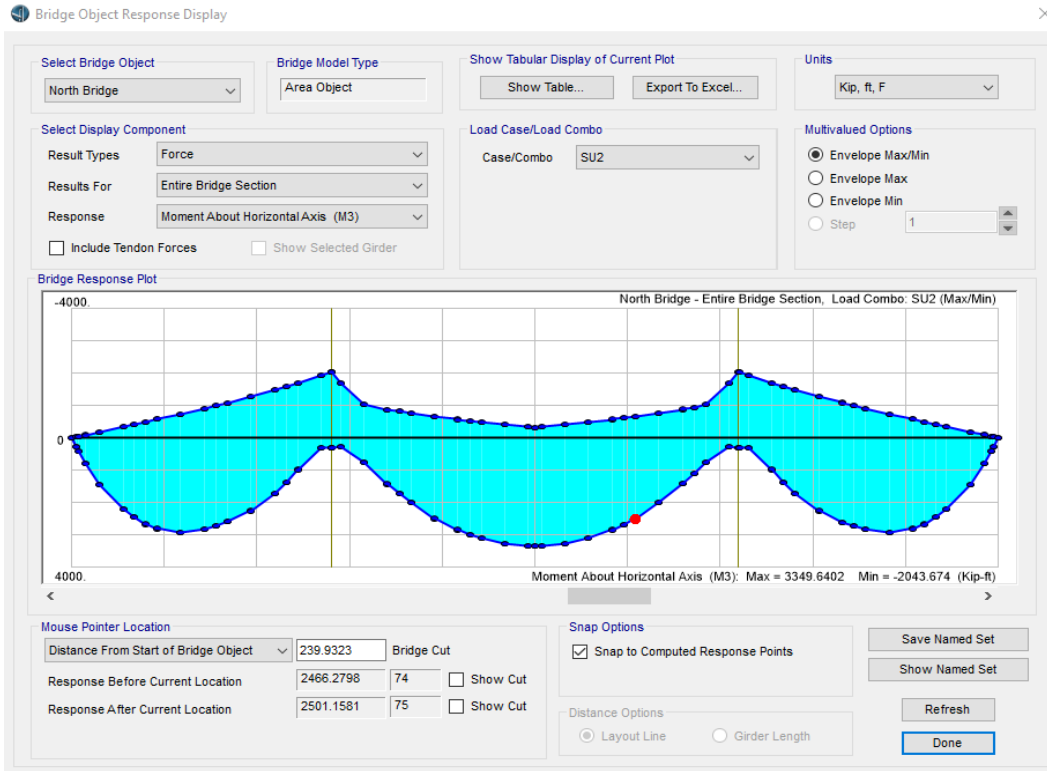 Bridge Object Response Display
Select Bridge Object
North Bridge
Bridge Model Type
Area Object
Show Tabular Display of Current Plot
Show Table...
Export To Excel...
Units
Kip, ft, F
Select Display Component
Result Types
Force
Results For
Entire Bridge Section
Response
Moment About Horizontal Axis (M3)
Include Tendon Forces
Show Selected Girder
Load Case/Load Combo
Case/Combo
SU2
Multivalued Options
Envelope Max/Min
Envelope Max
Envelope Min
Step
1
Bridge Response Plot
-4000.
North Bridge - Entire Bridge Section, Load Combo: SU2 (Max/Min)
0
4000.
Moment About Horizontal Axis (M3): Max = 3349.6402 Min = -2043.674 (Kip-ft)
Mouse Pointer Location
Distance From Start of Bridge Object
239.9323
Bridge Cut
Response Before Current Location
2466.2798
74
Show Cut
Response After Current Location
2501.1581
75
Show Cut
Snap Options
Snap to Computed Response Points
Distance Options
Layout Line
Girder Length
Save Named Set
Show Named Set
Refresh
Done